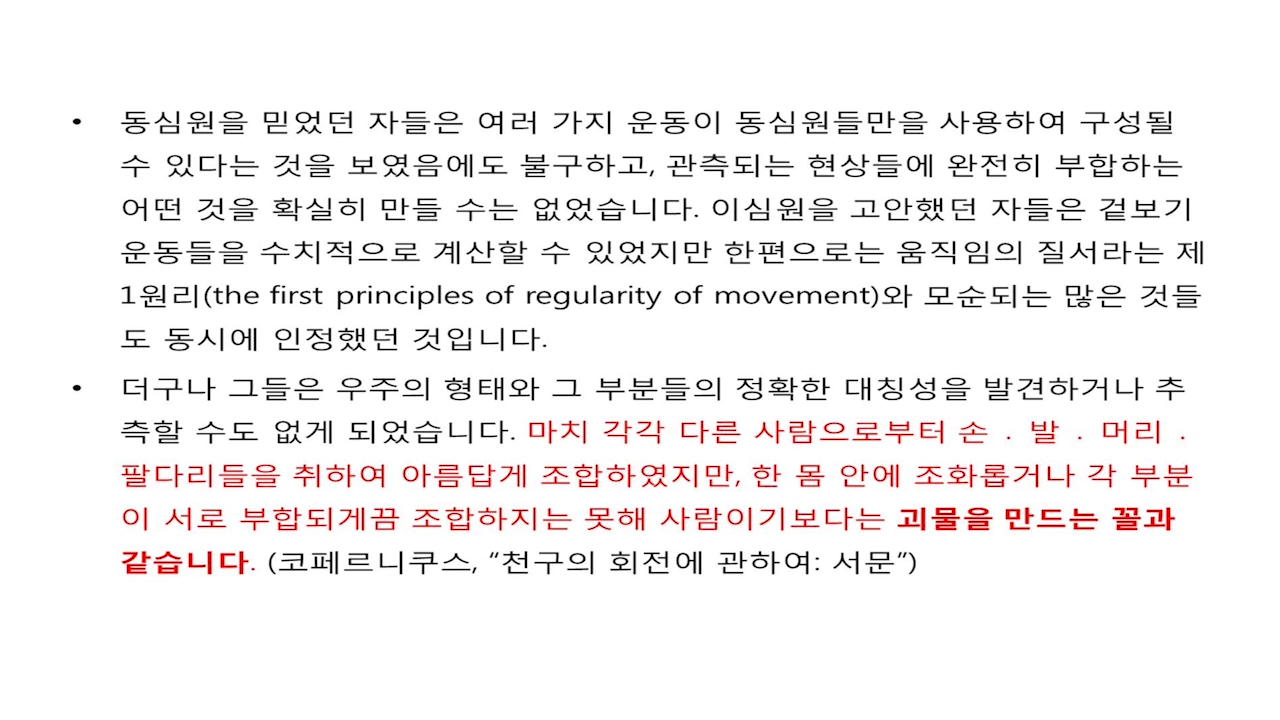 • 동심원을 믿었던 자들은 여러 가지 운동이 동심원들만을 사용하여 구성될
수 있다는 것을 보였음에도 불구하고, 관측되는 현상들에 완전히 부합하는
어떤 것을 확실히 만들 수는 없었습니다. 이심원을 고안했던 자들은 겉보기
운동들을 수치적으로 계산할 수 있었지만 한편으로는 움직임의 질서라는 제
1원리(the first principles of regularity of movement)와 모순되는 많은 것들
도 동시에 인정했던 것입니다.
• 더구나 그들은 우주의 형태와 그 부분들의 정확한 대칭성을 발견하거나 추
측할 수도 없게 되었습니다. 마치 각각 다른 사람으로부터 손 . 발 . 머리 .
팔다리들을 취하여 아름답게 조합하였지만, 한 몸 안에 조화롭거나 각 부분
이 서로 부합되게끔 조합하지는 못해 사람이기보다는 괴물을 만드는 꼴과
같습니다. (코페르니쿠스, “천구의 회전에 관하여: 서문”)